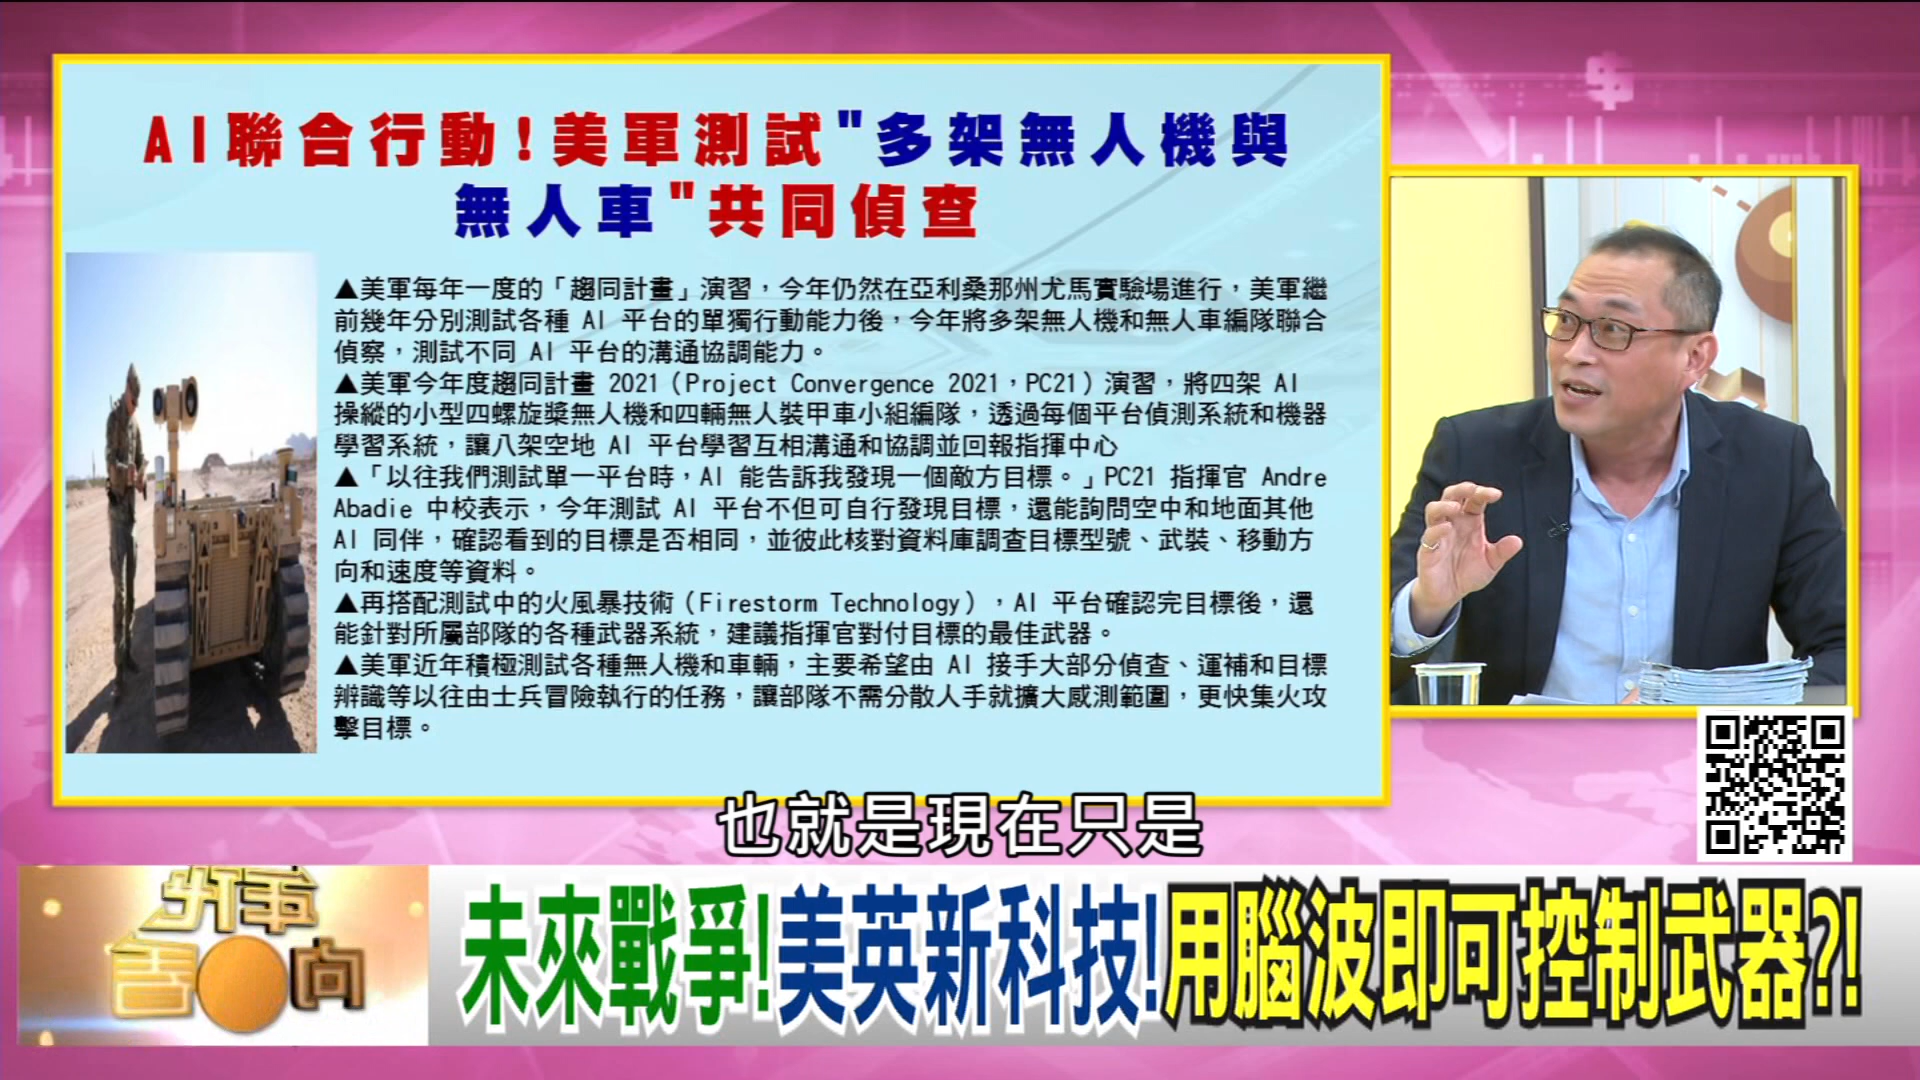 AI聯合行動!美軍測試"多架無人機與
無人車"共同偵查
▲美軍每年一度的「趨同計畫」演習，今年仍然在亞利桑那州尤馬實驗場進行，美軍繼
前幾年分別測試各種 AI 平台的單獨行動能力後，今年將多架無人機和無人車編隊聯合
偵察，測試不同 AI 平台的溝通協調能力。
▲美軍今年度趨同計畫 2021（Project Convergence 2021，PC21）演習，將四架 AI
操縱的小型四螺旋槳無人機和四輛無人裝甲車小組編隊，透過每個平台偵測系統和機器
學習系統，讓八架空地 AI 平台學習互相溝通和協調並回報指揮中心
▲「以往我們測試單一平台時，AI 能告訴我發現一個敵方目標。」PC21 指揮官 Andre
Abadie 中校表示，今年測試 AI 平台不但可自行發現目標，還能詢問空中和地面其他
AI 同伴，確認看到的目標是否相同，並彼此核對資料庫調查目標型號、武裝、移動方
向和速度等資料。
▲再搭配測試中的火風暴技術（Firestorm Technology），AI 平台確認完目標後，還
能針對所屬部隊的各種武器系統，建議指揮官對付目標的最佳武器。
▲美軍近年積極測試各種無人機和車輛，主要希望由 AI 接手大部分偵查、運補和目標
辨識等以往由士兵冒險執行的任務，讓部隊不需分散人手就擴大感測範圍，更快集火攻
擊目標。
也就是現在只是
未來戰爭!美英新科技!用腦波即可控制武器?!